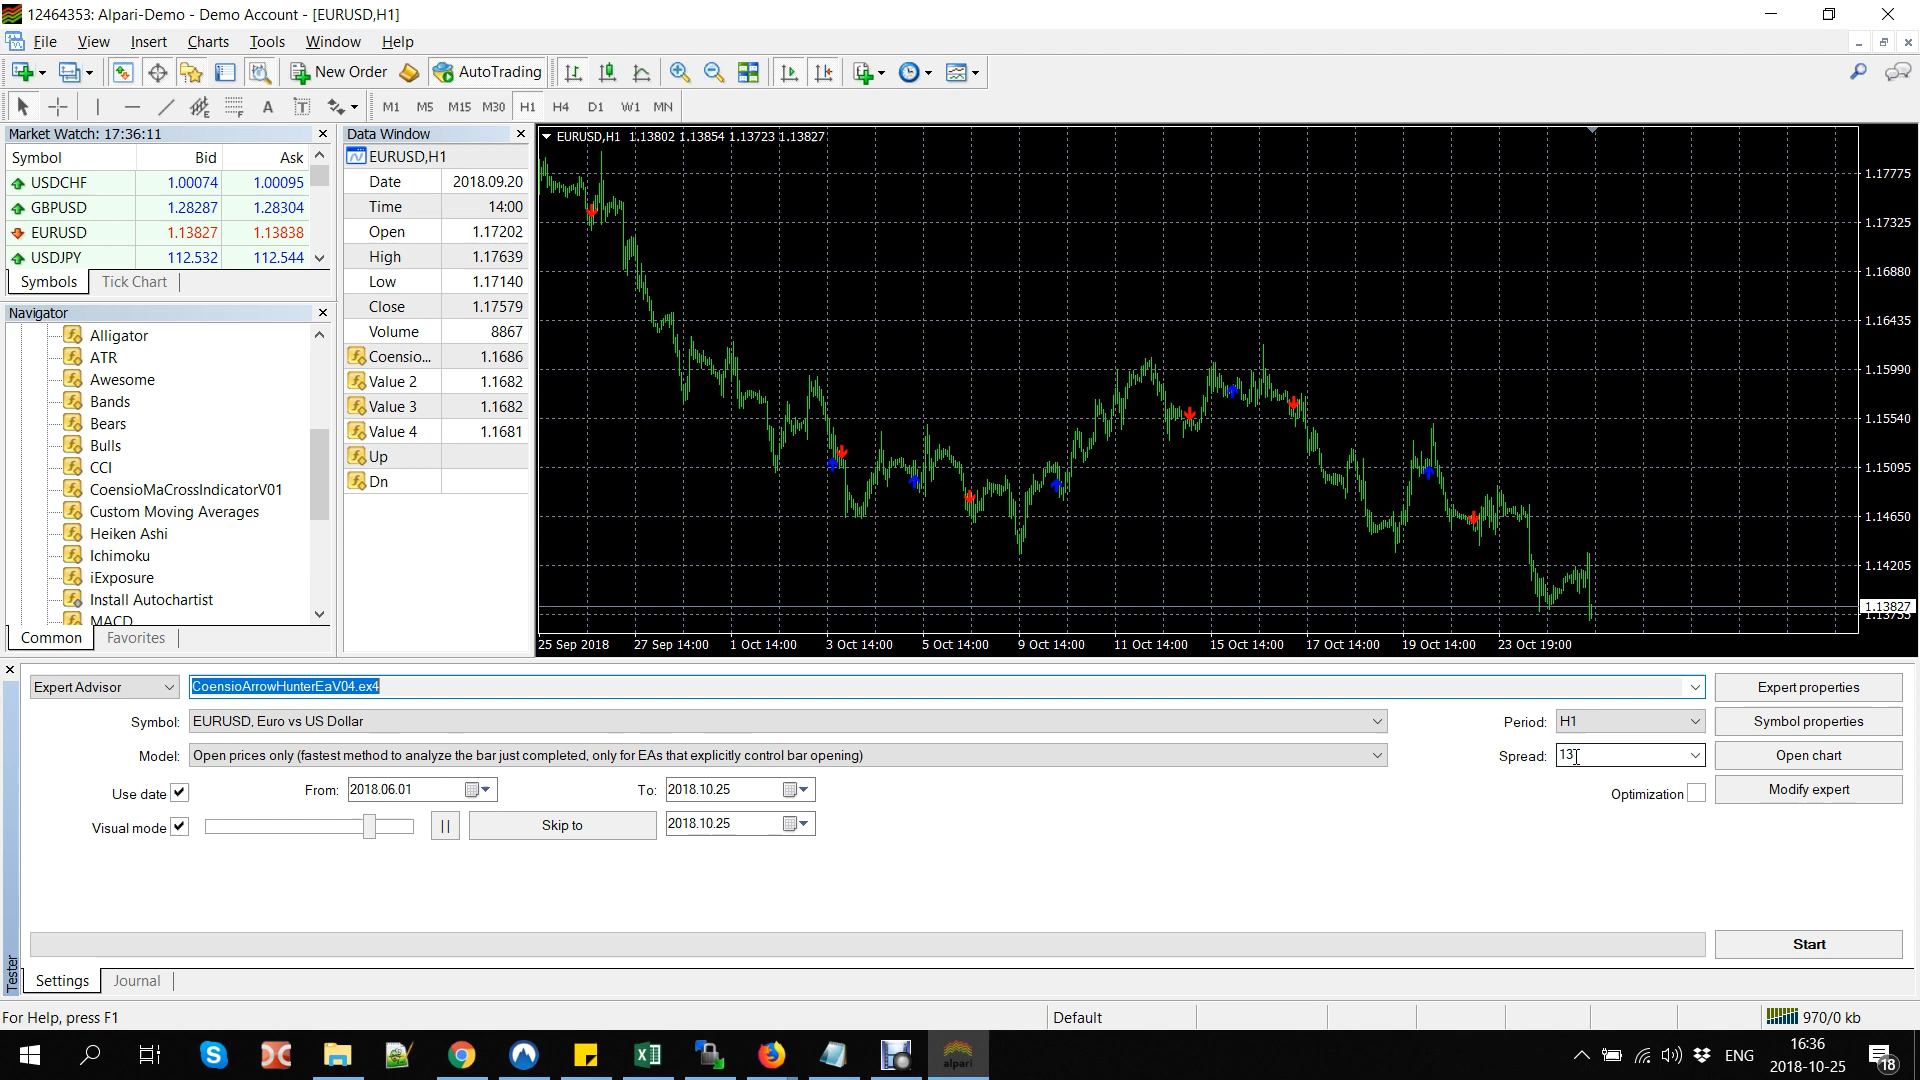 12464353: Alpari-Demo - Demo Account - [EURUSD,H1]
File View Insert Charts Tools Window Help
New Order AutoTrading
A T M1 M5 M15 M30 H1 H4 D1 W1 MN
Market Watch: 17:36:11
Symbol Bid Ask
USDCHF 1.00074 1.00095
GBPUSD 1.28287 1.28304
EURUSD 1.13827 1.13838
USDJPY 112.532 112.544
Symbols Tick Chart
Navigator
Alligator
ATR
Awesome
Bands
Bears
Bulls
CCI
CoensioMaCrossIndicatorV01
Custom Moving Averages
Heiken Ashi
Ichimoku
iExposure
Install Autochartist
MACD
Common Favorites
Data Window
EURUSD,H1
Date 2018.09.20
Time 14:00
Open 1.17202
High 1.17639
Low 1.17140
Close 1.17579
Volume 8867
Coensio... 1.1686
Value 2 1.1682
Value 3 1.1682
Value 4 1.1681
Up
Dn
EURUSD,H1 1.13802 1.13854 1.13723 1.13827
1.17775
1.17325
1.16880
1.16435
1.15990
1.15540
1.15095
1.14650
1.14205
1.13827
25 Sep 2018 27 Sep 14:00 1 Oct 14:00 3 Oct 14:00 5 Oct 14:00 9 Oct 14:00 11 Oct 14:00 15 Oct 14:00 17 Oct 14:00 19 Oct 14:00 23 Oct 19:00
Expert Advisor CoensioArrowHunterEaV04.ex4 Expert properties
Symbol: EURUSD, Euro vs US Dollar Period: H1 Symbol properties
Model: Open prices only (fastest method to analyze the bar just completed, only for EAs that explicitly control bar opening) Spread: 13 Open chart
Use date From: 2018.06.01 To: 2018.10.25 Optimization Modify expert
Visual mode Skip to 2018.10.25
Start
Tester
Settings Journal
For Help, press F1 Default 970/0 kb
alpari ENG 16:36
2018-10-25
18